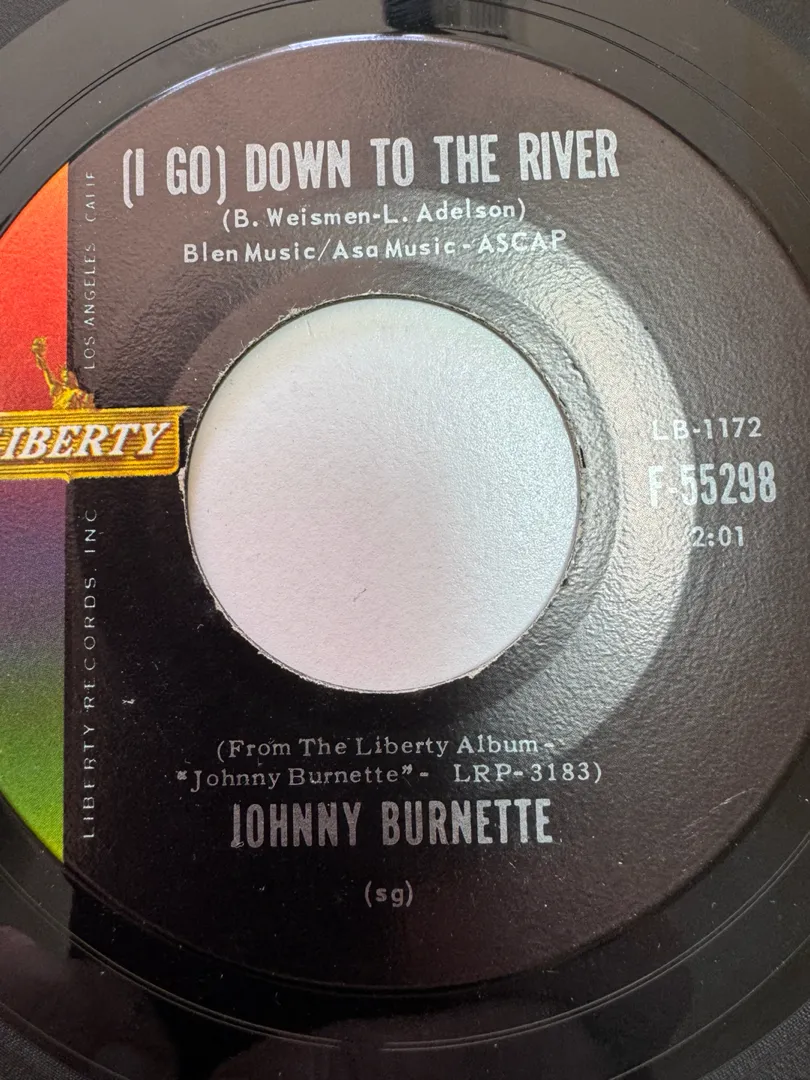 (I GO) DOWN TO THE RIVER
(B. Weismen-L. Adelson)
Blen Music/Asa Music - ASCAP
LIBERTY RECORDS, INC
LOS ANGELES CALIF
LIBERTY
LB-1172
F-55298
2:01
(From The Liberty Album-
"Johnny Burnette"- LRP-3183)
JOHNNY BURNETTE
(sg)